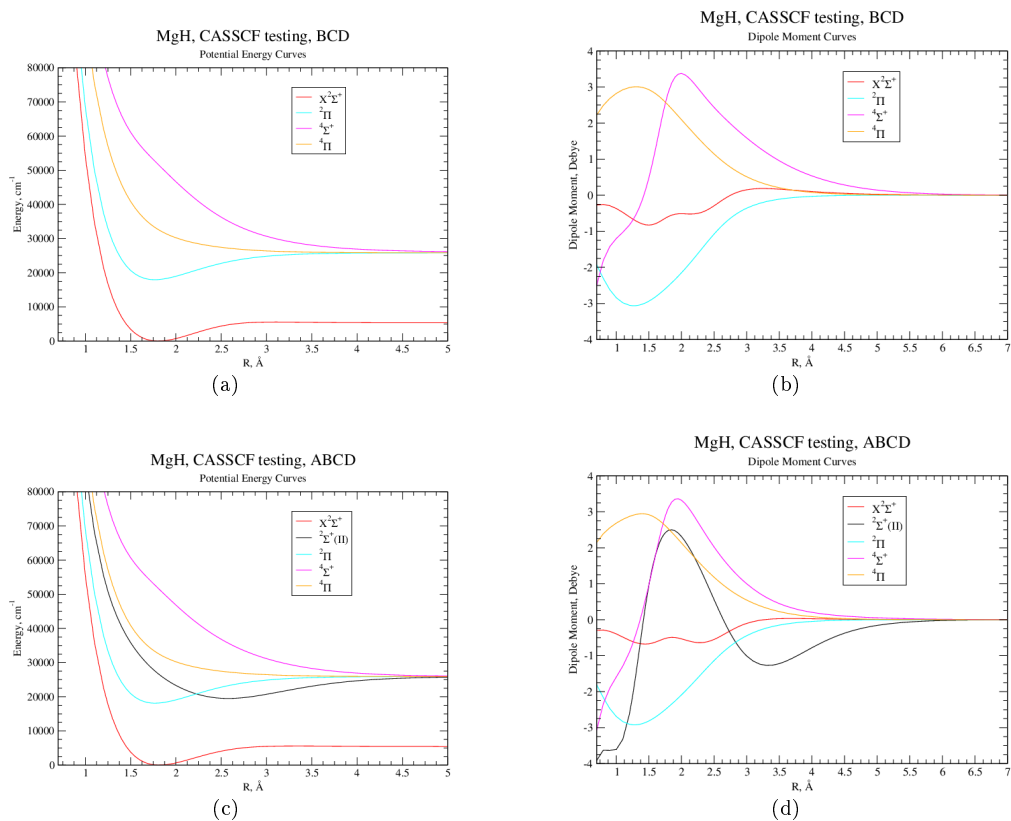 MgH, CASSCF testing, BCD
Potential Energy Curves
80000
70000
60000
50000
40000
30000
20000
10000
0
Energy, cm⁻¹
X²Σ⁺
²Π
⁴Σ⁺
⁴Π
1 1.5 2 2.5 3 3.5 4 4.5 5
R, Å
(a)
MgH, CASSCF testing, BCD
Dipole Moment Curves
4
3
2
1
0
-1
-2
-3
-4
Dipole Moment, Debye
X²Σ⁺
²Π
⁴Σ⁺
⁴Π
1 1.5 2 2.5 3 3.5 4 4.5 5 5.5 6 6.5 7
R, Å
(b)
MgH, CASSCF testing, ABCD
Potential Energy Curves
80000
70000
60000
50000
40000
30000
20000
10000
0
Energy, cm⁻¹
X²Σ⁺
²Σ⁺(II)
²Π
⁴Σ⁺
⁴Π
1 1.5 2 2.5 3 3.5 4 4.5 5
R, Å
(c)
MgH, CASSCF testing, ABCD
Dipole Moment Curves
4
3
2
1
0
-1
-2
-3
-4
Dipole Moment, Debye
X²Σ⁺
²Σ⁺(II)
²Π
⁴Σ⁺
⁴Π
1 1.5 2 2.5 3 3.5 4 4.5 5 5.5 6 6.5 7
R, Å
(d)